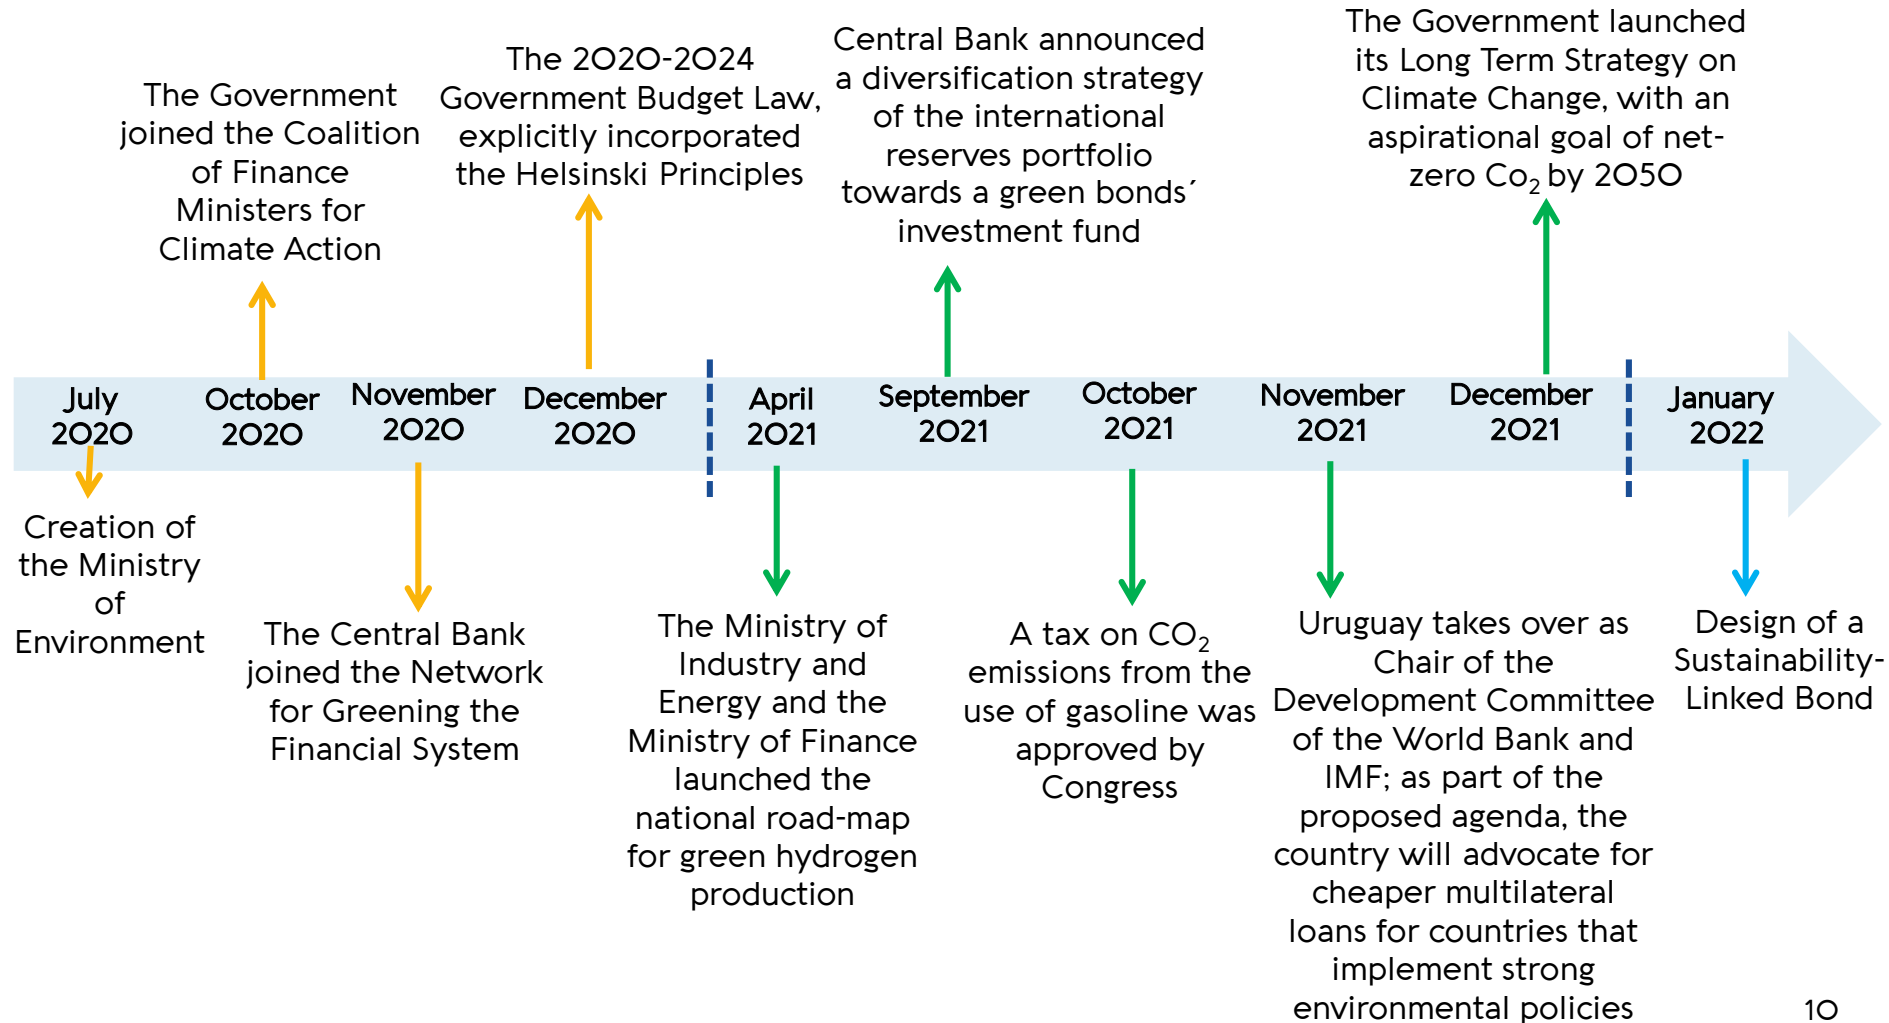 The Government
joined the Coalition
of Finance
Ministers for
Climate Action
The 2020-2024
Government Budget Law,
explicitly incorporated
the Helsinski Principles
Central Bank announced
a diversification strategy
of the international
reserves portfolio
towards a green bonds´
investment fund
The Government launched
its Long Term Strategy on
Climate Change, with an
aspirational goal of net-
zero Co₂ by 2050
July
2020
October
2020
November
2020
December
2020
April
2021
September
2021
October
2021
November
2021
December
2021
January
2022
Creation of
the Ministry
of
Environment
The Central Bank
joined the Network
for Greening the
Financial System
The Ministry of
Industry and
Energy and the
Ministry of Finance
launched the
national road-map
for green hydrogen
production
A tax on CO₂
emissions from the
use of gasoline was
approved by
Congress
Uruguay takes over as
Chair of the
Development Committee
of the World Bank and
IMF; as part of the
proposed agenda, the
country will advocate for
cheaper multilateral
loans for countries that
implement strong
environmental policies
Design of a
Sustainability-
Linked Bond
10